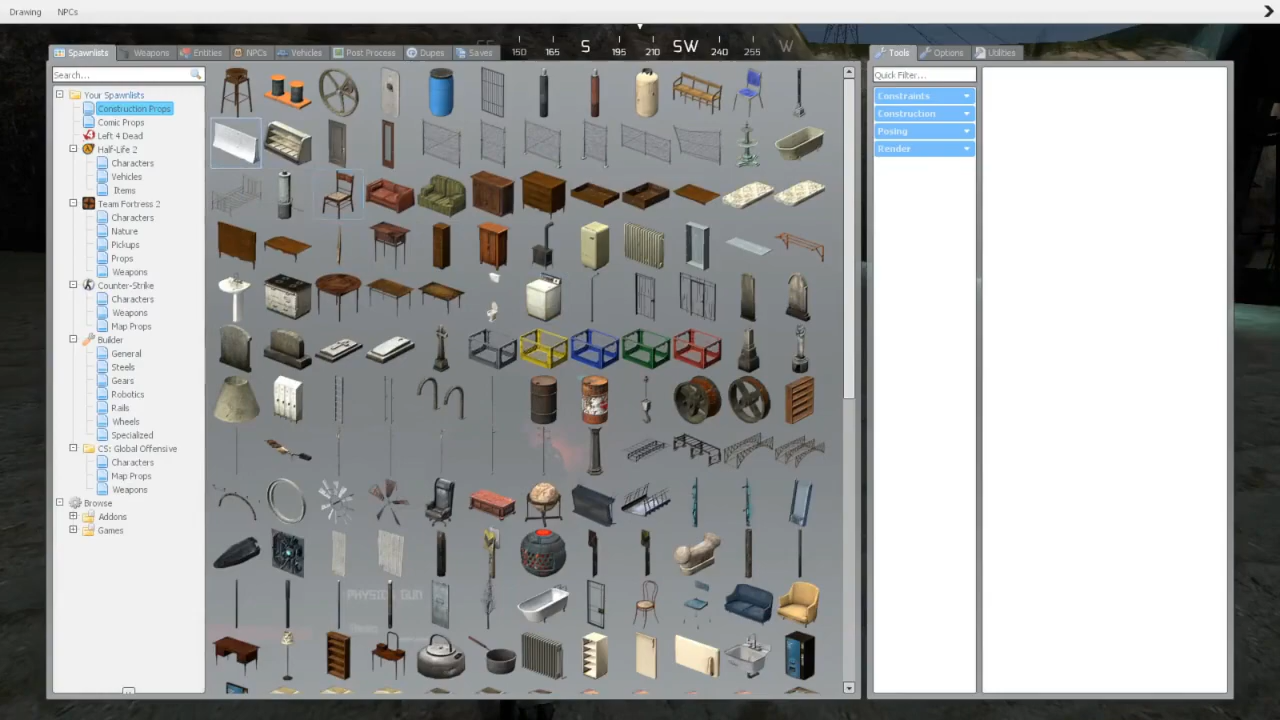 Drawing NPCs
150 165 S 195 210 SW 240 255 W
Spawnlists Weapons Entities NPCs Vehicles Post Process Dupes Saves
Tools Options Utilities
Search...
Quick Filter...
Your Spawnlists
Construction Props
Comic Props
Left 4 Dead
Half-Life 2
Characters
Vehicles
Items
Team Fortress 2
Characters
Nature
Pickups
Props
Weapons
Counter-Strike
Characters
Weapons
Map Props
Builder
General
Steels
Gears
Robotics
Rails
Wheels
Specialized
CS: Global Offensive
Characters
Map Props
Weapons
Browse
Addons
Games
Constraints
Construction
Posing
Render
PHYSICS GUN